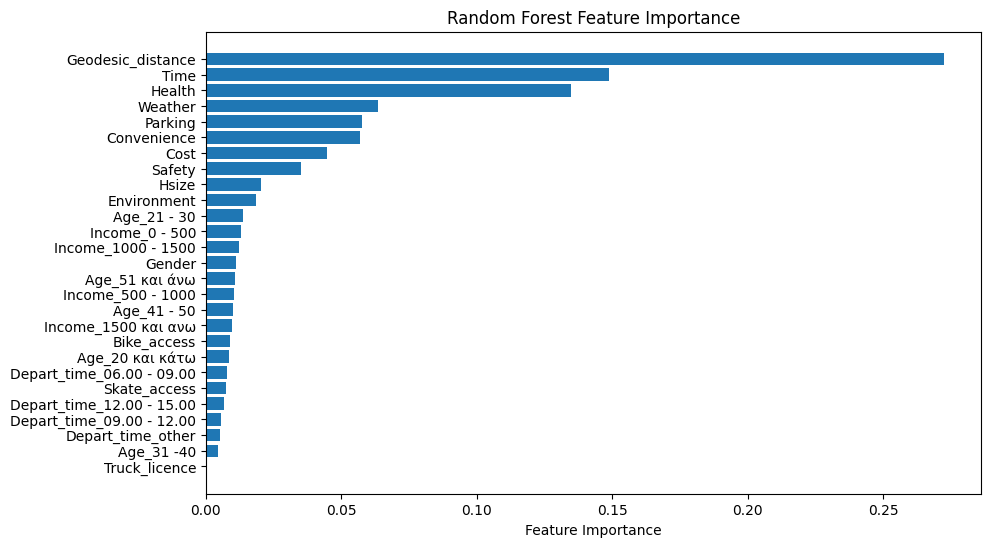 Random Forest Feature Importance
Geodesic_distance
Time
Health
Weather
Parking
Convenience
Cost
Safety
Hsize
Environment
Age_21 - 30
Income_0 - 500
Income_1000 - 1500
Gender
Age_51 και άνω
Income_500 - 1000
Age_41 - 50
Income_1500 και ανω
Bike_access
Age_20 και κάτω
Depart_time_06.00 - 09.00
Skate_access
Depart_time_12.00 - 15.00
Depart_time_09.00 - 12.00
Depart_time_other
Age_31 -40
Truck_licence
0.00 0.05 0.10 0.15 0.20 0.25
Feature Importance